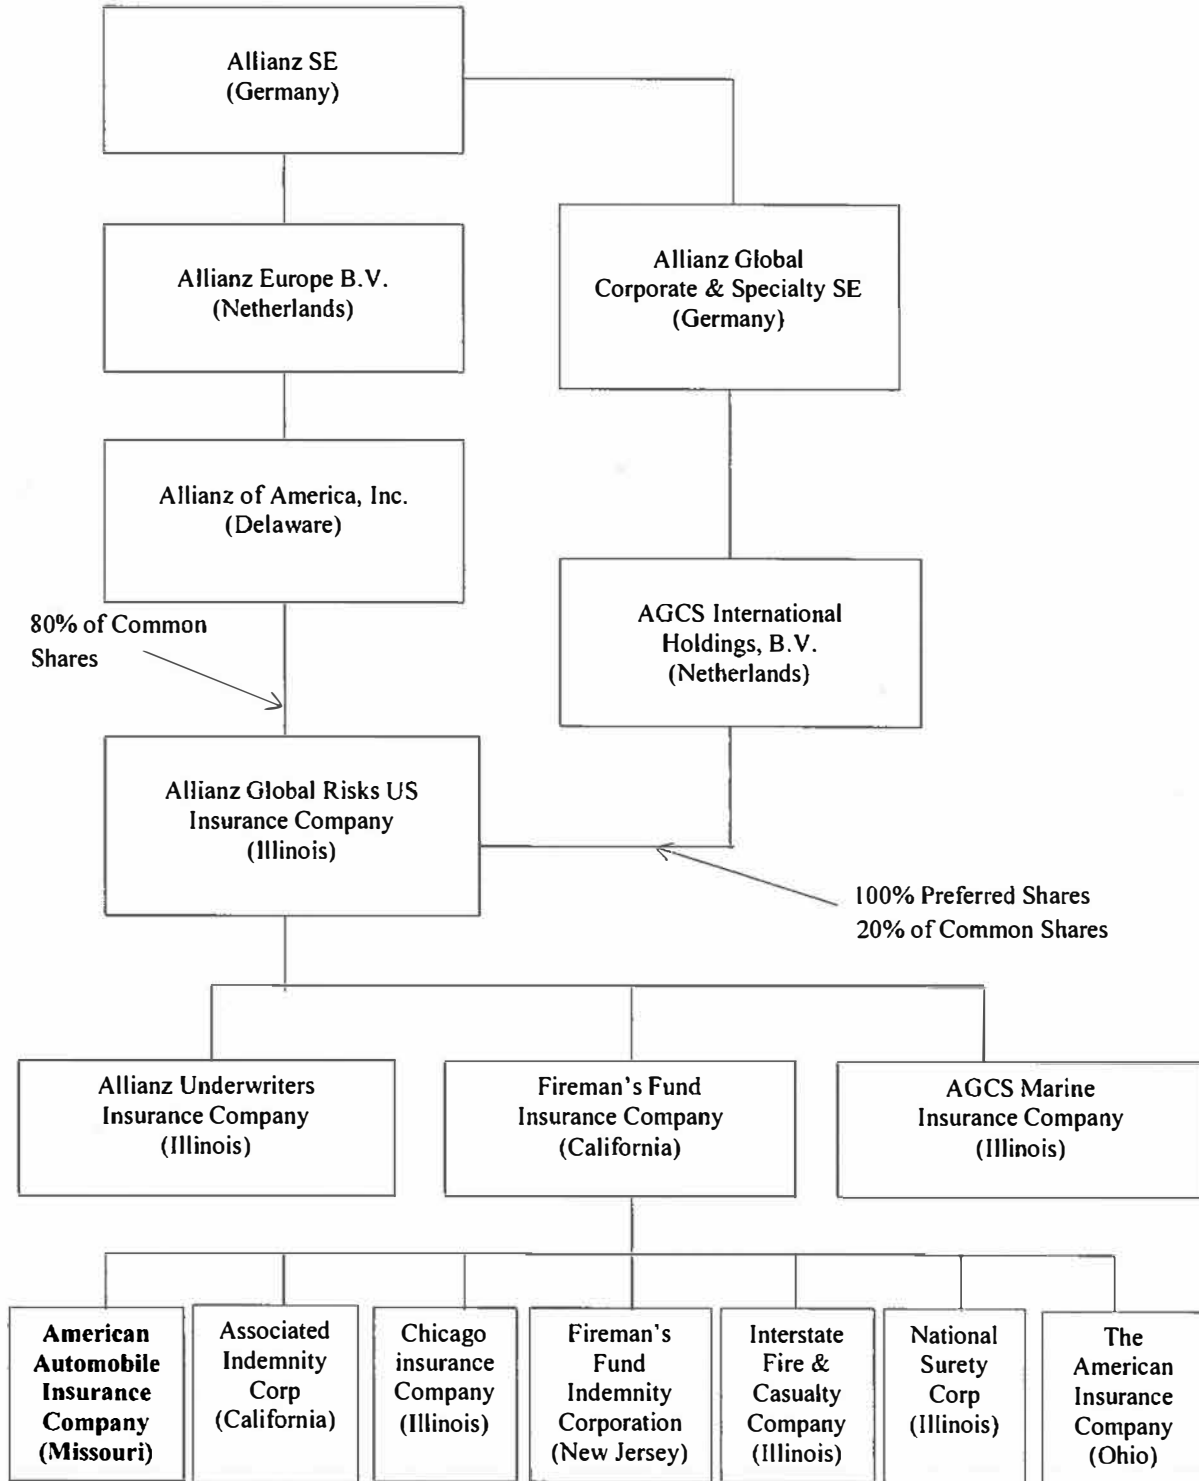 Allianz SE
(Germany)
Allianz Europe B.V.
(Netherlands)
Allianz Global
Corporate & Specialty SE
(Germany)
Allianz of America, Inc.
(Delaware)
80% of Common
Shares
AGCS International
Holdings, B.V.
(Netherlands)
Allianz Global Risks US
Insurance Company
(Illinois)
100% Preferred Shares
20% of Common Shares
Allianz Underwriters
Insurance Company
(Illinois)
Fireman's Fund
Insurance Company
(California)
AGCS Marine
Insurance Company
(Illinois)
American
Automobile
Insurance
Company
(Missouri)
Associated
Indemnity
Corp
(California)
Chicago
insurance
Company
(Illinois)
Fireman's
Fund
Indemnity
Corporation
(New Jersey)
Interstate
Fire &
Casualty
Company
(Illinois)
National
Surety
Corp
(Illinois)
The
American
Insurance
Company
(Ohio)